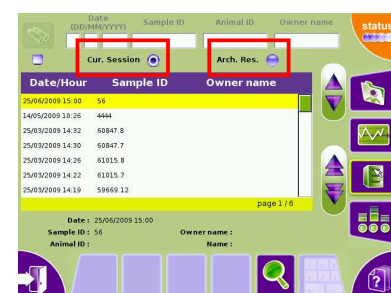 Date (DD/MM/YYYY) Sample ID Animal ID Owner name status
Cur. Session Arch. Res.
Date/Hour Sample ID Owner name
25/06/2009 15:00 56
14/05/2009 10:26 4444
25/03/2009 14:32 60847.8
25/03/2009 14:30 60847.7
25/03/2009 14:26 61015.8
25/03/2009 14:22 61015.7
25/03/2009 14:19 59669.12
page 1 / 6
Date : 25/06/2009 15:00
Sample ID : 56 Owner name :
Animal ID : Name :